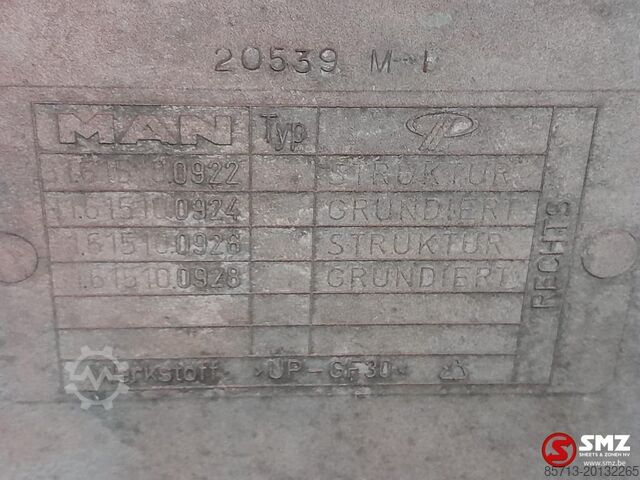 20539 M-I
MAN Typ
81.61510.0922 STRUKTUR
81.61510.0924 GRUNDIERT
81.61510.0926 STRUKTUR
81.61510.0928 GRUNDIERT
RECHTS
Werkstoff >UP-GF30<
SMZ
SMEETS & ZONEN NV
www.smz.be
85713-20132265